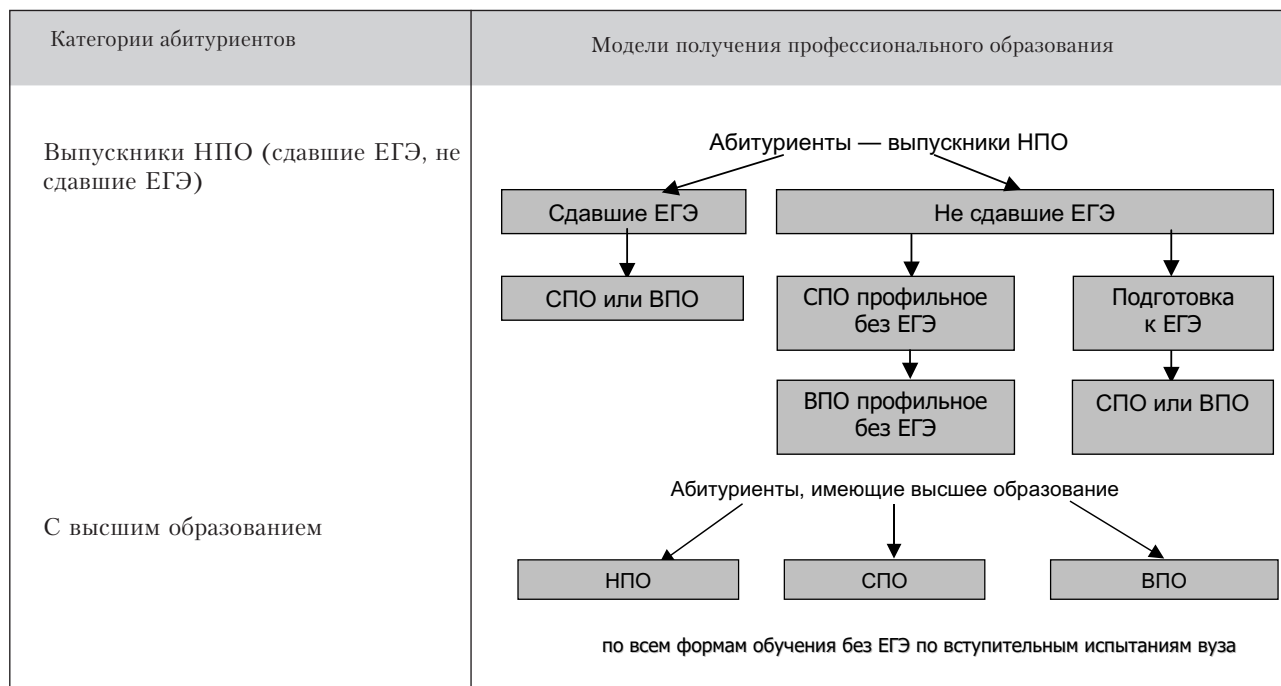 Категории абитуриентов
Модели получения профессионального образования
Выпускники НПО (сдавшие ЕГЭ, не
сдавшие ЕГЭ)
Абитуриенты — выпускники НПО
Сдавшие ЕГЭ
Не сдавшие ЕГЭ
СПО или ВПО
СПО профильное
без ЕГЭ
Подготовка
к ЕГЭ
ВПО профильное
без ЕГЭ
СПО или ВПО
С высшим образованием
Абитуриенты, имеющие высшее образование
НПО
СПО
ВПО
по всем формам обучения без ЕГЭ по вступительным испытаниям вуза